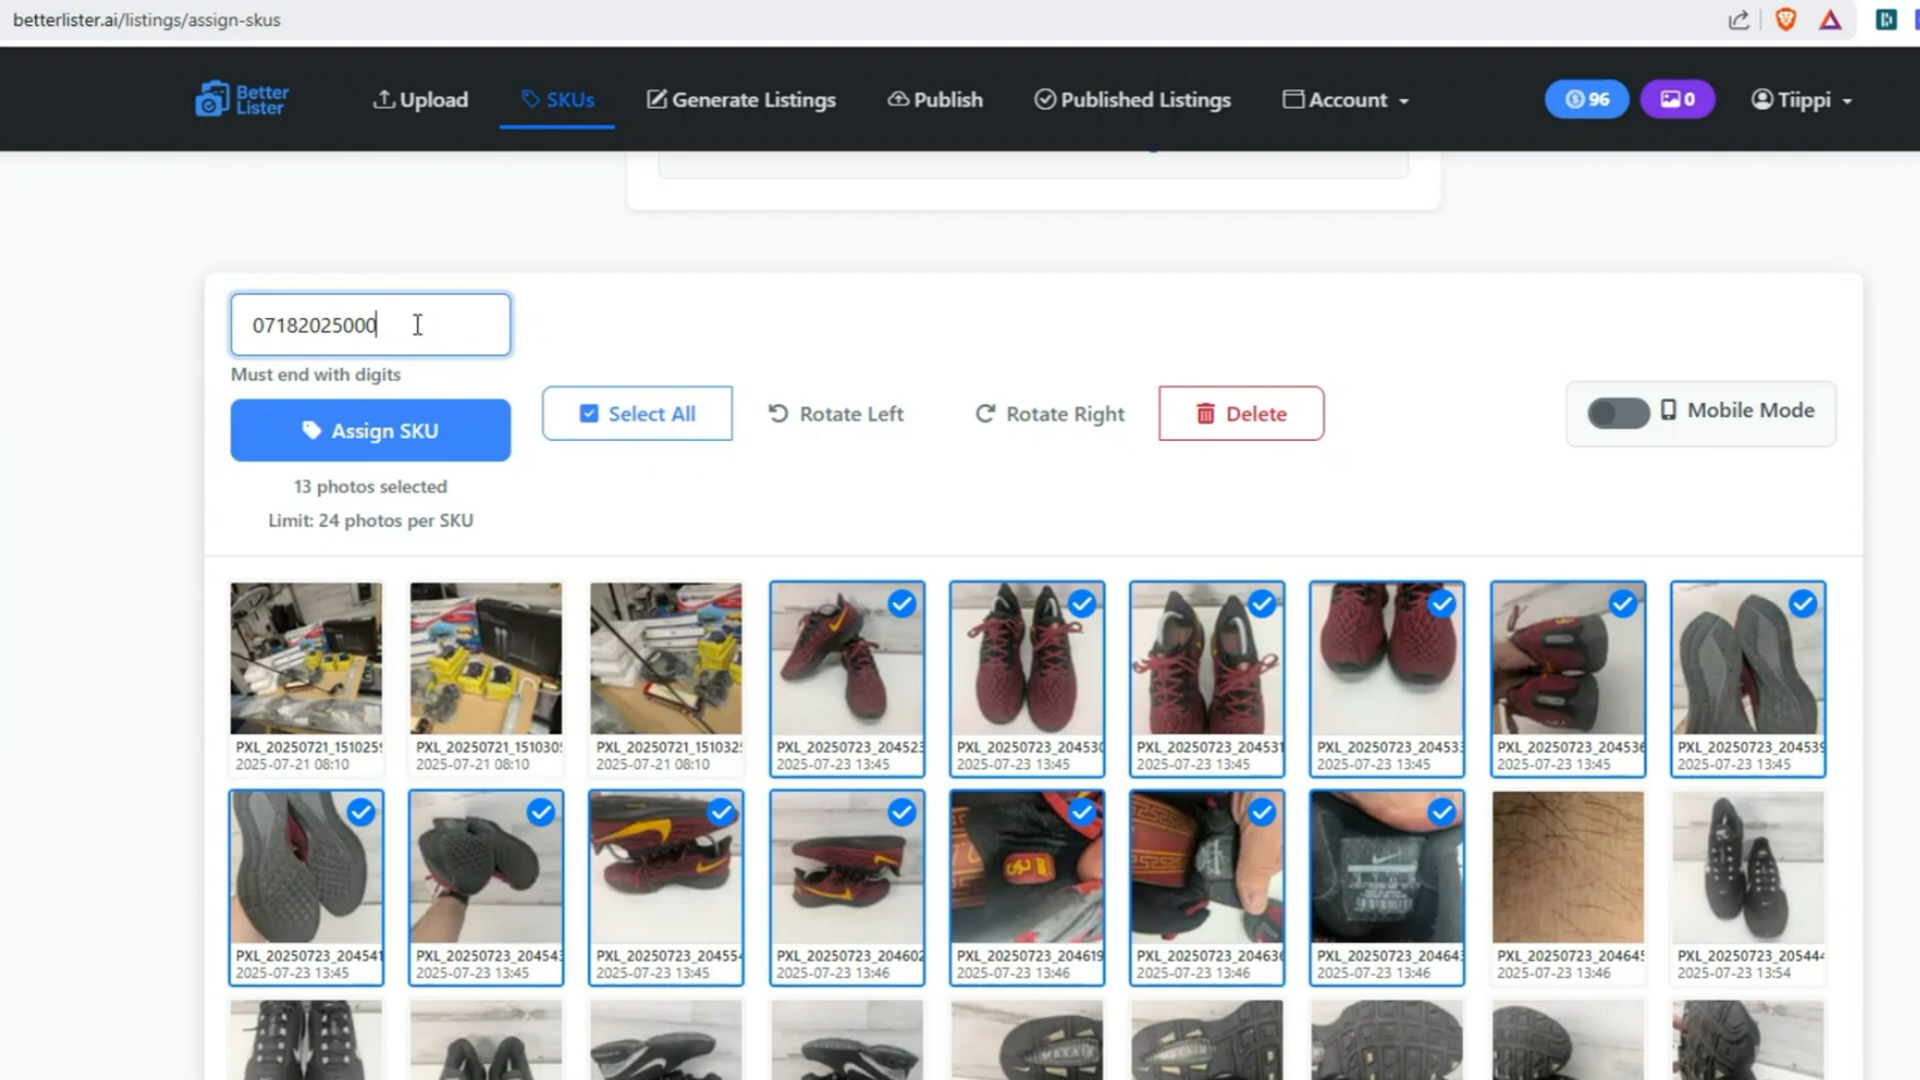 betterlister.ai/listings/assign-skus
Better Lister
Upload
SKUs
Generate Listings
Publish
Published Listings
Account
96
0
Tiippi
07182025000
Must end with digits
Assign SKU
Select All
Rotate Left
Rotate Right
Delete
Mobile Mode
13 photos selected
Limit: 24 photos per SKU
PXL_20250721_151025
PXL_20250721_151030
PXL_20250721_151032
PXL_20250723_204523
PXL_20250723_204530
PXL_20250723_204531
PXL_20250723_204533
PXL_20250723_204536
PXL_20250723_204539
2025-07-21 08:10
2025-07-21 08:10
2025-07-21 08:10
2025-07-23 13:45
2025-07-23 13:45
2025-07-23 13:45
2025-07-23 13:45
2025-07-23 13:45
2025-07-23 13:45
PXL_20250723_204541
PXL_20250723_204543
PXL_20250723_204554
PXL_20250723_204602
PXL_20250723_204619
PXL_20250723_204636
PXL_20250723_204643
PXL_20250723_204645
PXL_20250723_205444
2025-07-23 13:45
2025-07-23 13:45
2025-07-23 13:45
2025-07-23 13:46
2025-07-23 13:46
2025-07-23 13:46
2025-07-23 13:46
2025-07-23 13:46
2025-07-23 13:54